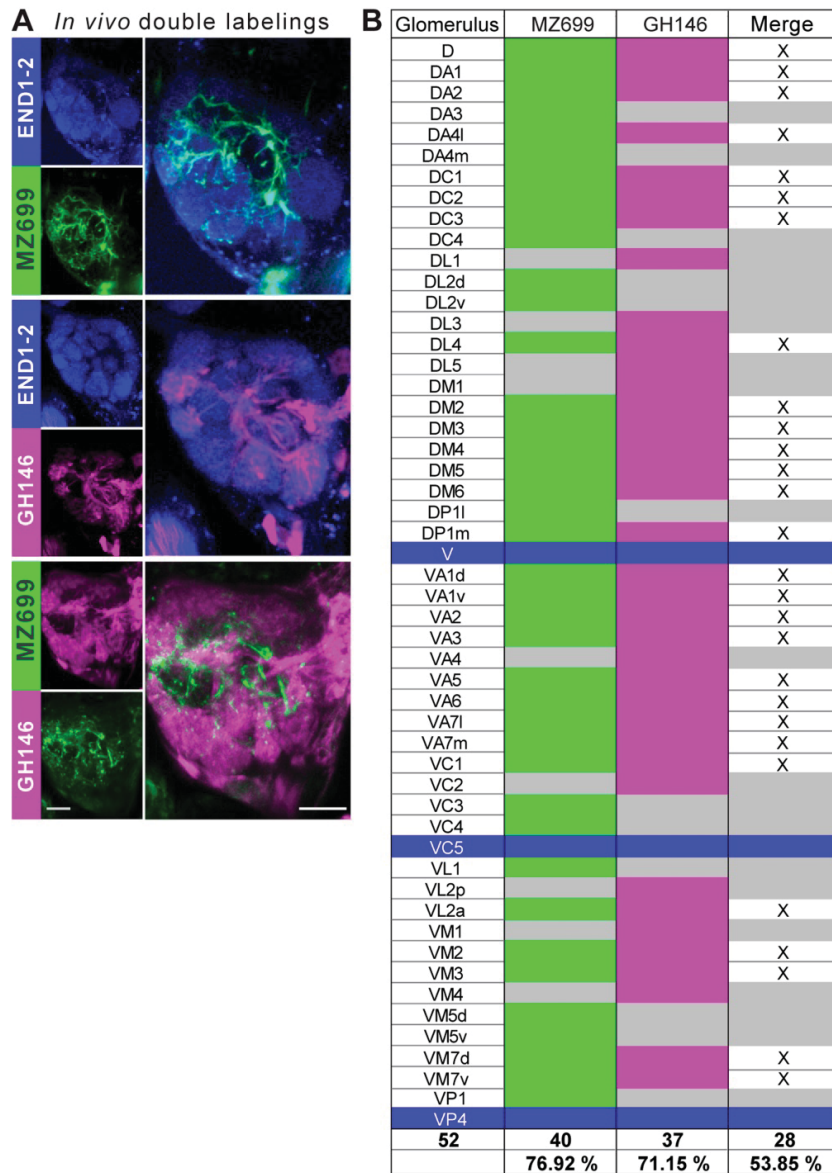 A In vivo double labelings
END1-2
MZ699
END1-2
GH146
MZ699
GH146
B
Glomerulus MZ699 GH146 Merge
D X
DA1 X
DA2 X
DA3
DA4l X
DA4m
DC1 X
DC2 X
DC3 X
DC4
DL1
DL2d
DL2v
DL3
DL4 X
DL5
DM1
DM2 X
DM3 X
DM4 X
DM5 X
DM6 X
DP1l
DP1m X
V
VA1d X
VA1v X
VA2 X
VA3 X
VA4
VA5 X
VA6 X
VA7l X
VA7m X
VC1 X
VC2
VC3
VC4
VC5
VL1
VL2p
VL2a X
VM1
VM2 X
VM3 X
VM4
VM5d
VM5v
VM7d X
VM7v X
VP1
VP4
52 40 37 28
76.92 % 71.15 % 53.85 %